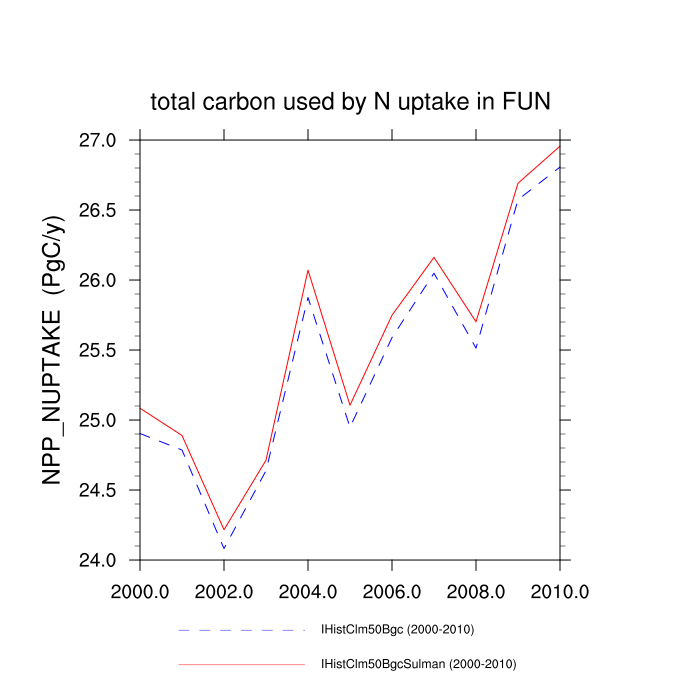 total carbon used by N uptake in FUN
NPP_NUPTAKE (PgC/y)
27.0
26.5
26.0
25.5
25.0
24.5
24.0
2000.0 2002.0 2004.0 2006.0 2008.0 2010.0
IHistClm50Bgc (2000-2010)
IHistClm50BgcSulman (2000-2010)